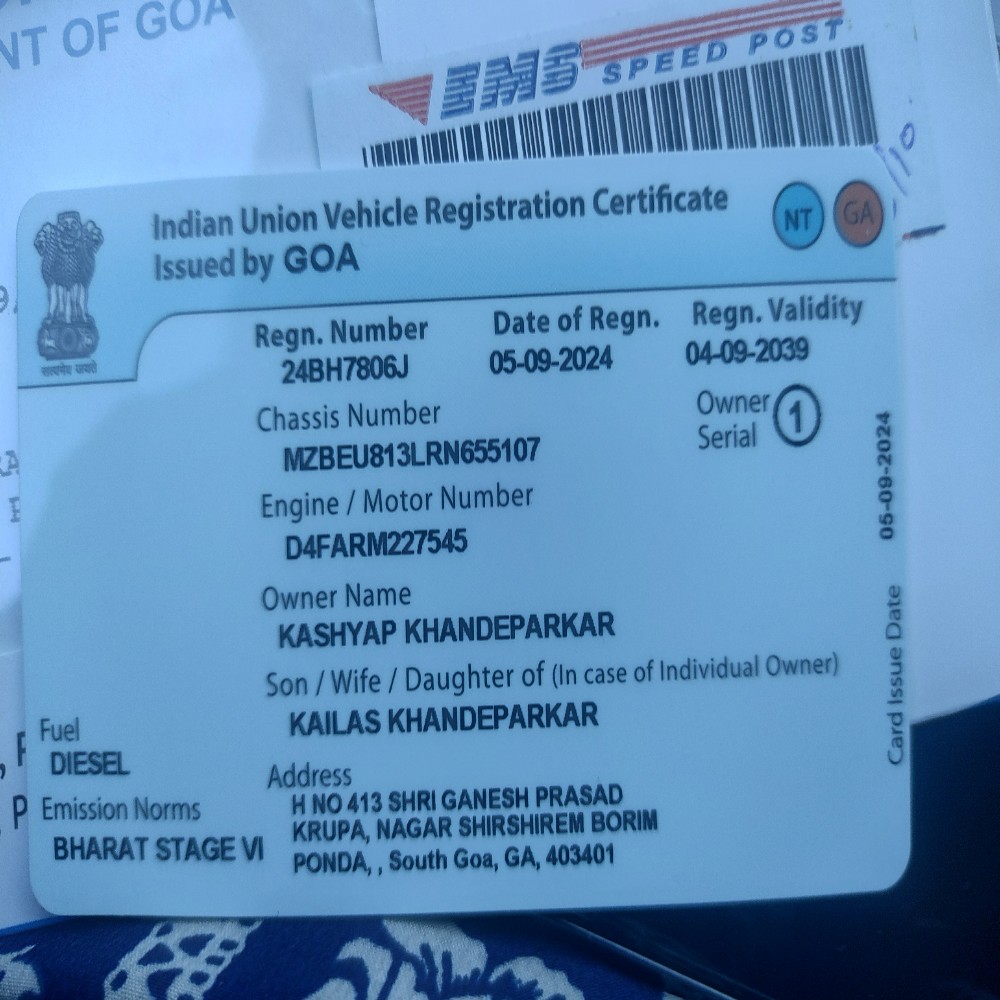 NT OF GOA
EMS SPEED POST
Indian Union Vehicle Registration Certificate
Issued by GOA
NT GA
सत्यमेव जयते
Regn. Number Date of Regn. Regn. Validity
24BH7806J 05-09-2024 04-09-2039
Chassis Number
MZBEU813LRN655107
Owner Serial 1
Engine / Motor Number
D4FARM227545
Owner Name
KASHYAP KHANDEPARKAR
Son / Wife / Daughter of (In case of Individual Owner)
KAILAS KHANDEPARKAR
Fuel
DIESEL
Emission Norms
BHARAT STAGE VI
Address
H NO 413 SHRI GANESH PRASAD
KRUPA, NAGAR SHIRSHIREM BORIM
PONDA, , South Goa, GA, 403401
Card Issue Date 05-09-2024